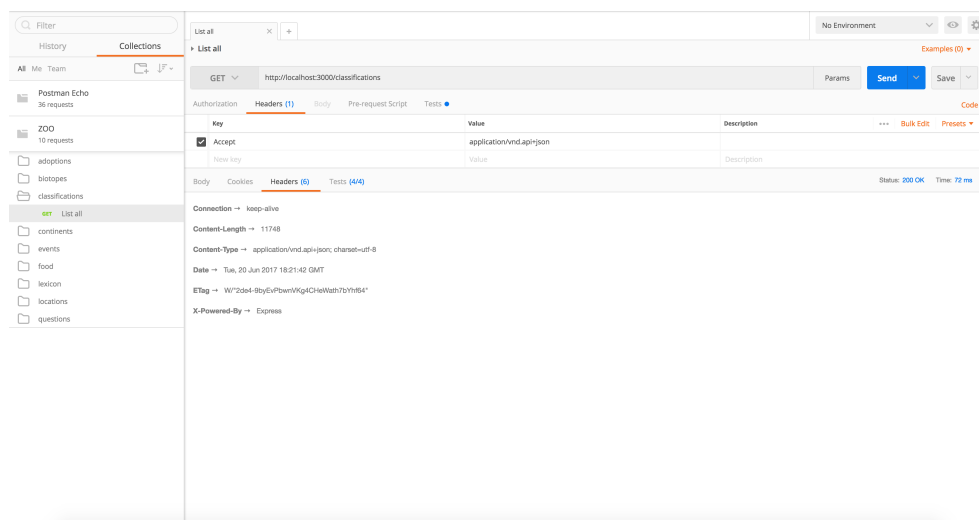 Filter
History Collections
All Me Team
Postman Echo
36 requests
ZOO
10 requests
adoptions
biotopes
classifications
GET List all
continents
events
food
lexicon
locations
questions
List all × +
No Environment
List all
Examples (0)
GET http://localhost:3000/classifications Params Send Save
Authorization Headers (1) Body Pre-request Script Tests
Code
Key Value Description ••• Bulk Edit Presets
Accept application/vnd.api+json
New key Value Description
Body Cookies Headers (6) Tests (4/4) Status: 200 OK Time: 72 ms
Connection → keep-alive
Content-Length → 11748
Content-Type → application/vnd.api+json; charset=utf-8
Date → Tue, 20 Jun 2017 18:21:42 GMT
ETag → W/"2de4-9byEvPbwnVKg4CHeWath7bYhf64"
X-Powered-By → Express